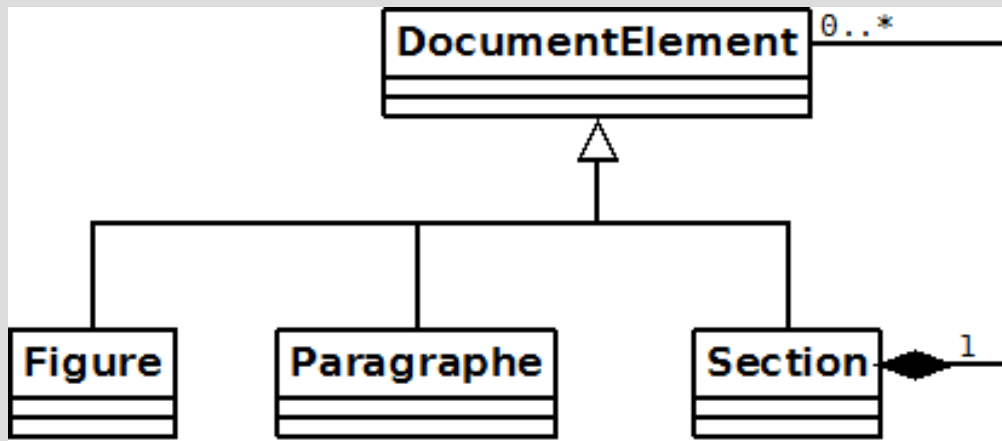 DocumentElement
0..*
Figure
Paragraphe
Section
1